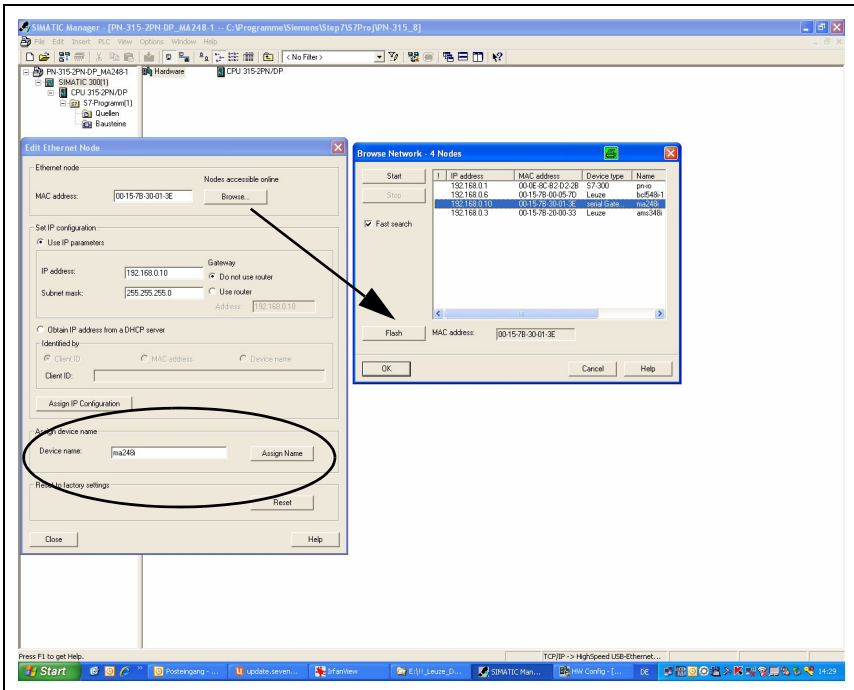 SIMATIC Manager - [PN-315-2PN-DP_MA248-1 -- C:\Programme\Siemens\Step7\S7Proj\PN-315_8]
File Edit Insert PLC View Options Window Help
< No Filter >
PN-315-2PN-DP_MA248-1
SIMATIC 300(1)
CPU 315-2PN/DP
S7-Programm(1)
Quellen
Bausteine
Hardware CPU 315-2PN/DP
Edit Ethernet Node
Ethernet node
Nodes accessible online
MAC address: 00-15-7B-30-01-3E Browse...
Set IP configuration
Use IP parameters
Gateway
IP address: 192.168.0.10 Do not use router
Subnet mask: 255.255.255.0 Use router
Address: 192.168.0.10
Obtain IP address from a DHCP server
Identified by
Client ID MAC address Device name
Client ID:
Assign IP Configuration
Assign device name
Device name: ma248i Assign Name
Reset to factory settings
Reset
Close Help
Browse Network - 4 Nodes
Start
Stop
Fast search
! IP address MAC address Device type Name
192.168.0.1 00-0E-8C-B2-D2-2B S7-300 pn-io
192.168.0.6 00-15-7B-00-05-7D Leuze bcl548i-1
192.168.0.10 00-15-7B-30-01-3E serial Gate... ma248i
192.168.0.3 00-15-7B-20-00-33 Leuze ams348i
Flash MAC address: 00-15-7B-30-01-3E
OK Cancel Help
Press F1 to get Help.
TCP/IP -> HighSpeed USB-Ethernet...
Start Posteingang - ... update.seven... IrfanView SIMATIC Man... HW Config - [... DE 14:29